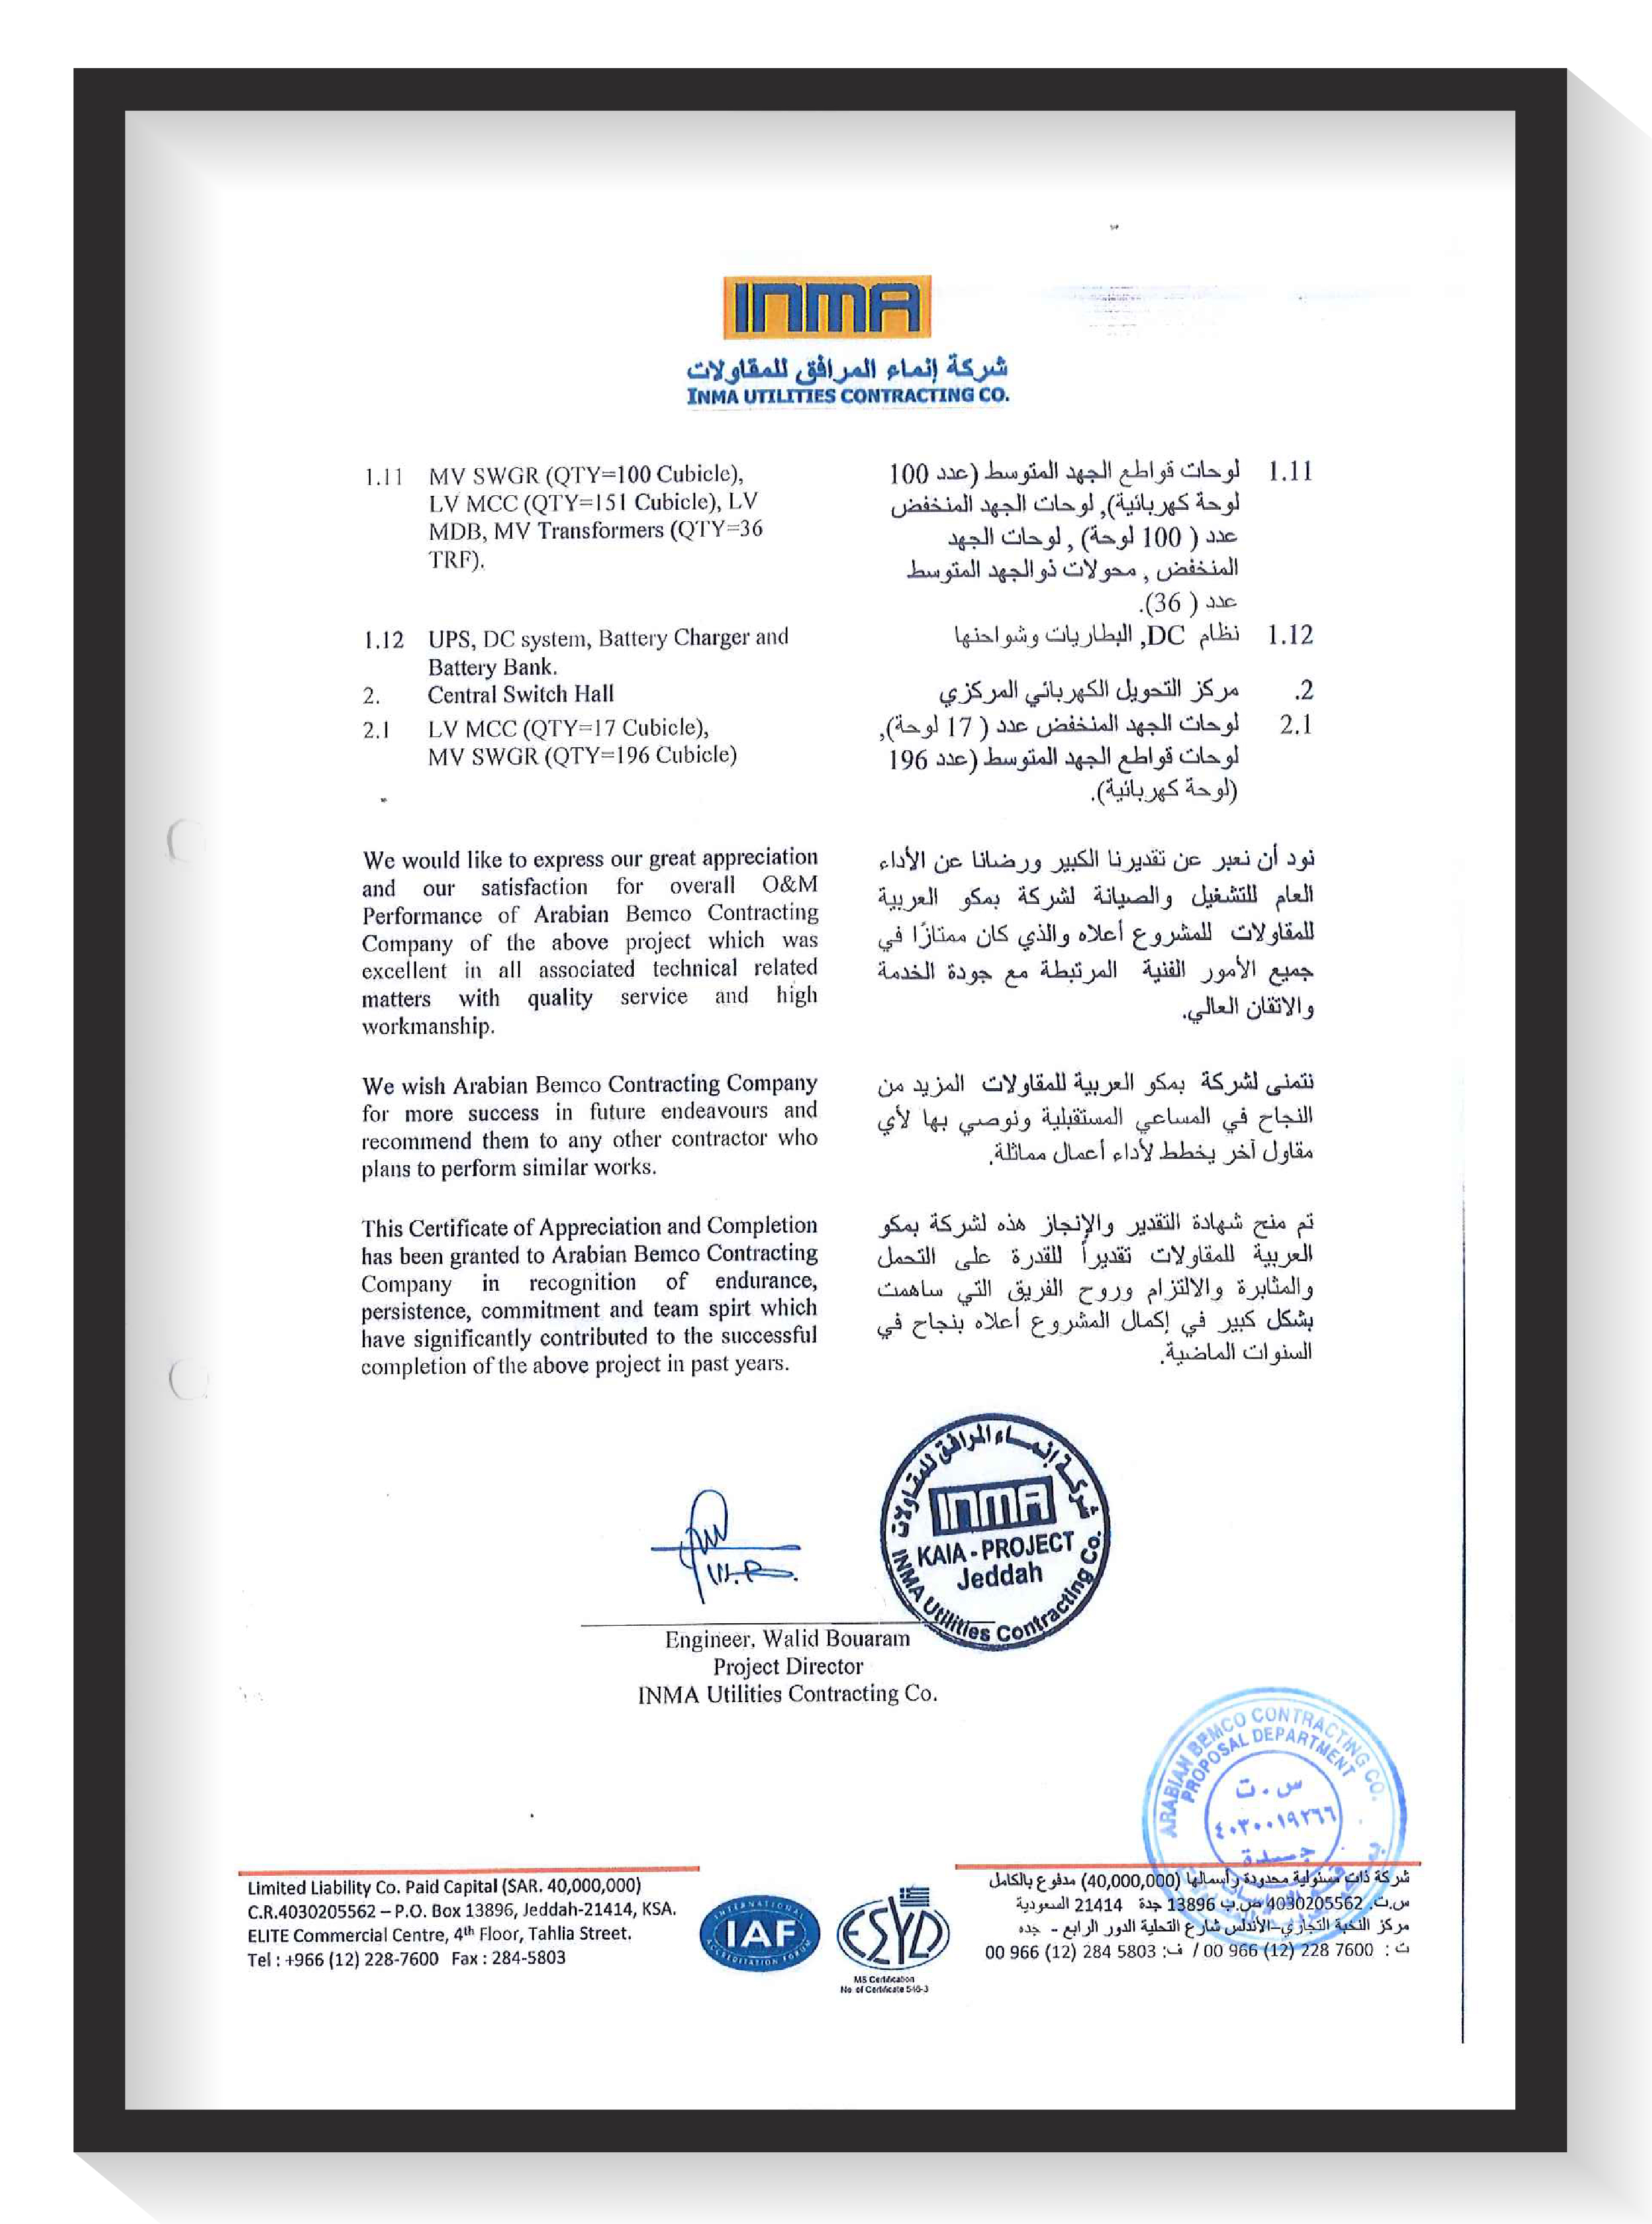 INMA
شركة إنماء المرافق للمقاولات
INMA UTILITIES CONTRACTING CO.
1.11 MV SWGR (QTY=100 Cubicle),
LV MCC (QTY=151 Cubicle), LV
MDB, MV Transformers (QTY=36
TRF).
1.12 UPS, DC system, Battery Charger and
Battery Bank.
2. Central Switch Hall
2.1 LV MCC (QTY=17 Cubicle),
MV SWGR (QTY=196 Cubicle)
1.11 لوحات قواطع الجهد المتوسط (عدد 100
لوحة كهربائية), لوحات الجهد المنخفض
عدد ( 100 لوحة) , لوحات الجهد
المنخفض , محولات ذو الجهد المتوسط
عدد ( 36).
1.12 نظام DC, البطاريات وشواحنها
2. مركز التحويل الكهربائي المركزي
2.1 لوحات الجهد المنخفض عدد ( 17 لوحة),
لوحات قواطع الجهد المتوسط (عدد 196
(لوحة كهربائية).
We would like to express our great appreciation
and our satisfaction for overall O&M
Performance of Arabian Bemco Contracting
Company of the above project which was
excellent in all associated technical related
matters with quality service and high
workmanship.
نود أن نعبر عن تقديرنا الكبير ورضانا عن الأداء
العام للتشغيل والصيانة لشركة بمكو العربية
للمقاولات للمشروع أعلاه والذي كان ممتازًا في
جميع الأمور الفنية المرتبطة مع جودة الخدمة
والاتقان العالي.
We wish Arabian Bemco Contracting Company
for more success in future endeavours and
recommend them to any other contractor who
plans to perform similar works.
نتمنى لشركة بمكو العربية للمقاولات المزيد من
النجاح في المساعي المستقبلية ونوصي بها لأي
مقاول آخر يخطط لأداء أعمال مماثلة.
This Certificate of Appreciation and Completion
has been granted to Arabian Bemco Contracting
Company in recognition of endurance,
persistence, commitment and team spirt which
have significantly contributed to the successful
completion of the above project in past years.
تم منح شهادة التقدير والإنجاز هذه لشركة بمكو
العربية للمقاولات تقديراً للقدرة على التحمل
والمثابرة والالتزام وروح الفريق التي ساهمت
بشكل كبير في إكمال المشروع أعلاه بنجاح في
السنوات الماضية.
شركة إنماء المرافق للمقاولات
INMA
KAIA - PROJECT
Jeddah
INMA Utilities Contracting Co.
Engineer, Walid Bouaram
Project Director
INMA Utilities Contracting Co.
ARABIAN BEMCO CONTRACTING CO.
PROPOSAL DEPARTMENT
س . ت
٤٠٣٠٠١٩٢٦٦
جدة
Limited Liability Co. Paid Capital (SAR. 40,000,000)
C.R.4030205562 – P.O. Box 13896, Jeddah-21414, KSA.
ELITE Commercial Centre, 4th Floor, Tahlia Street.
Tel : +966 (12) 228-7600 Fax : 284-5803
INTERNATIONAL
IAF
ACCREDITATION FORUM
ESYD
MS Certification
No of Certificate 546-3
شركة ذات مسئولية محدودة رأسمالها (40,000,000) مدفوع بالكامل
س.ت. 4030205562 ص.ب 13896 جدة 21414 السعودية
مركز النخبة التجاري-الأندلس شارع التحلية الدور الرابع - جده
ت : 7600 228 (12) 966 00 / ف: 5803 284 (12) 966 00